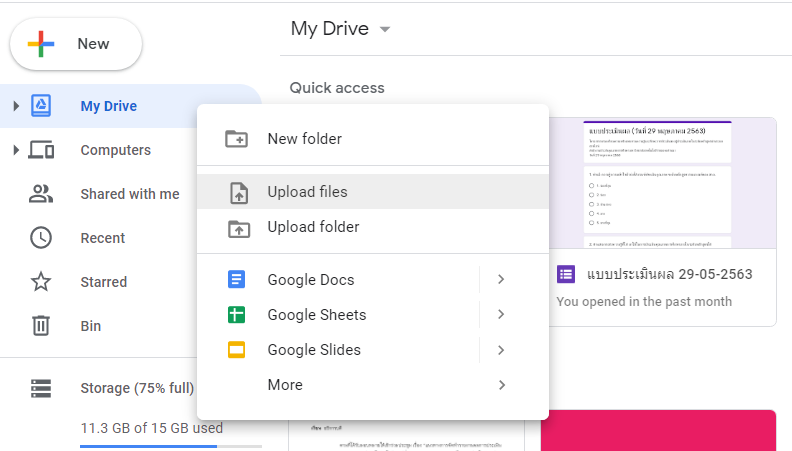 New
My Drive
Quick access
My Drive
Computers
Shared with me
Recent
Starred
Bin
Storage (75% full)
11.3 GB of 15 GB used
New folder
Upload files
Upload folder
Google Docs
Google Sheets
Google Slides
More
แบบประเมินผล (วันที่ 29 พฤษภาคม 2563)
แบบประเมินผล 29-05-2563
You opened in the past month